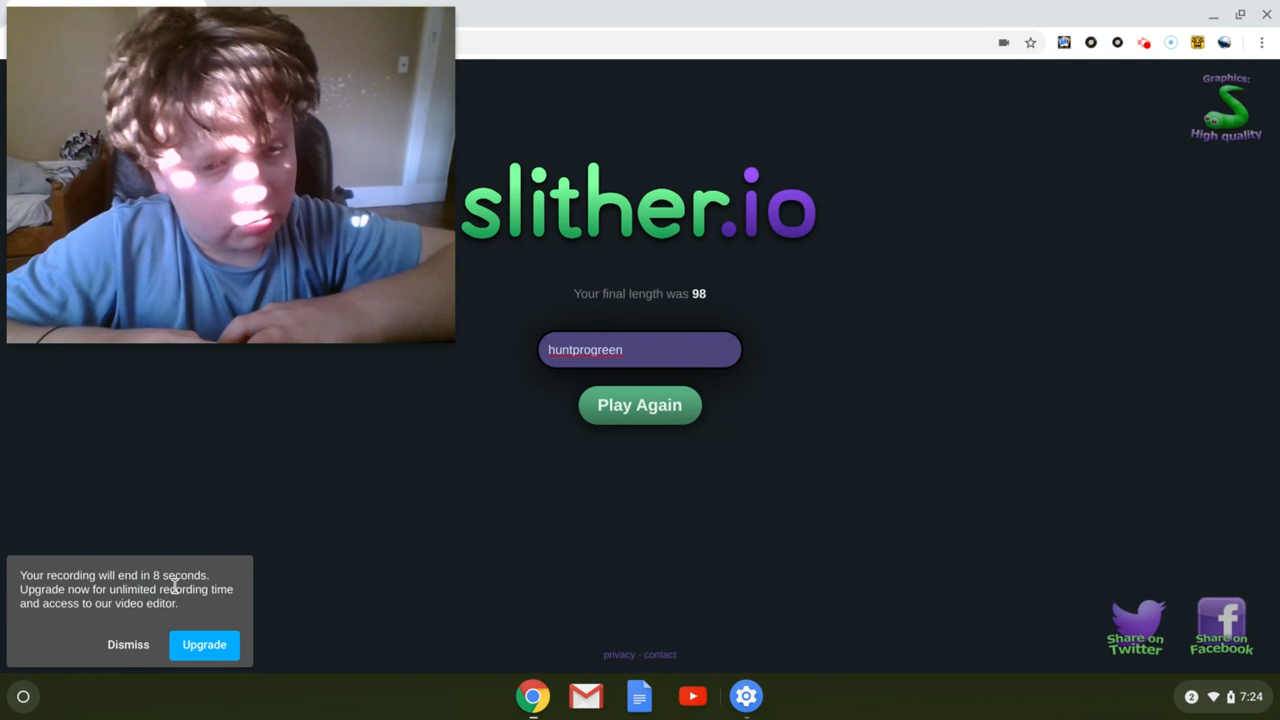 Graphics:
High quality
slither.io
Your final length was 98
huntprogreen
Play Again
Your recording will end in 8 seconds.
Upgrade now for unlimited recording time
and access to our video editor.
Dismiss
Upgrade
Share on
Twitter
Share on
Facebook
privacy - contact
2
7:24